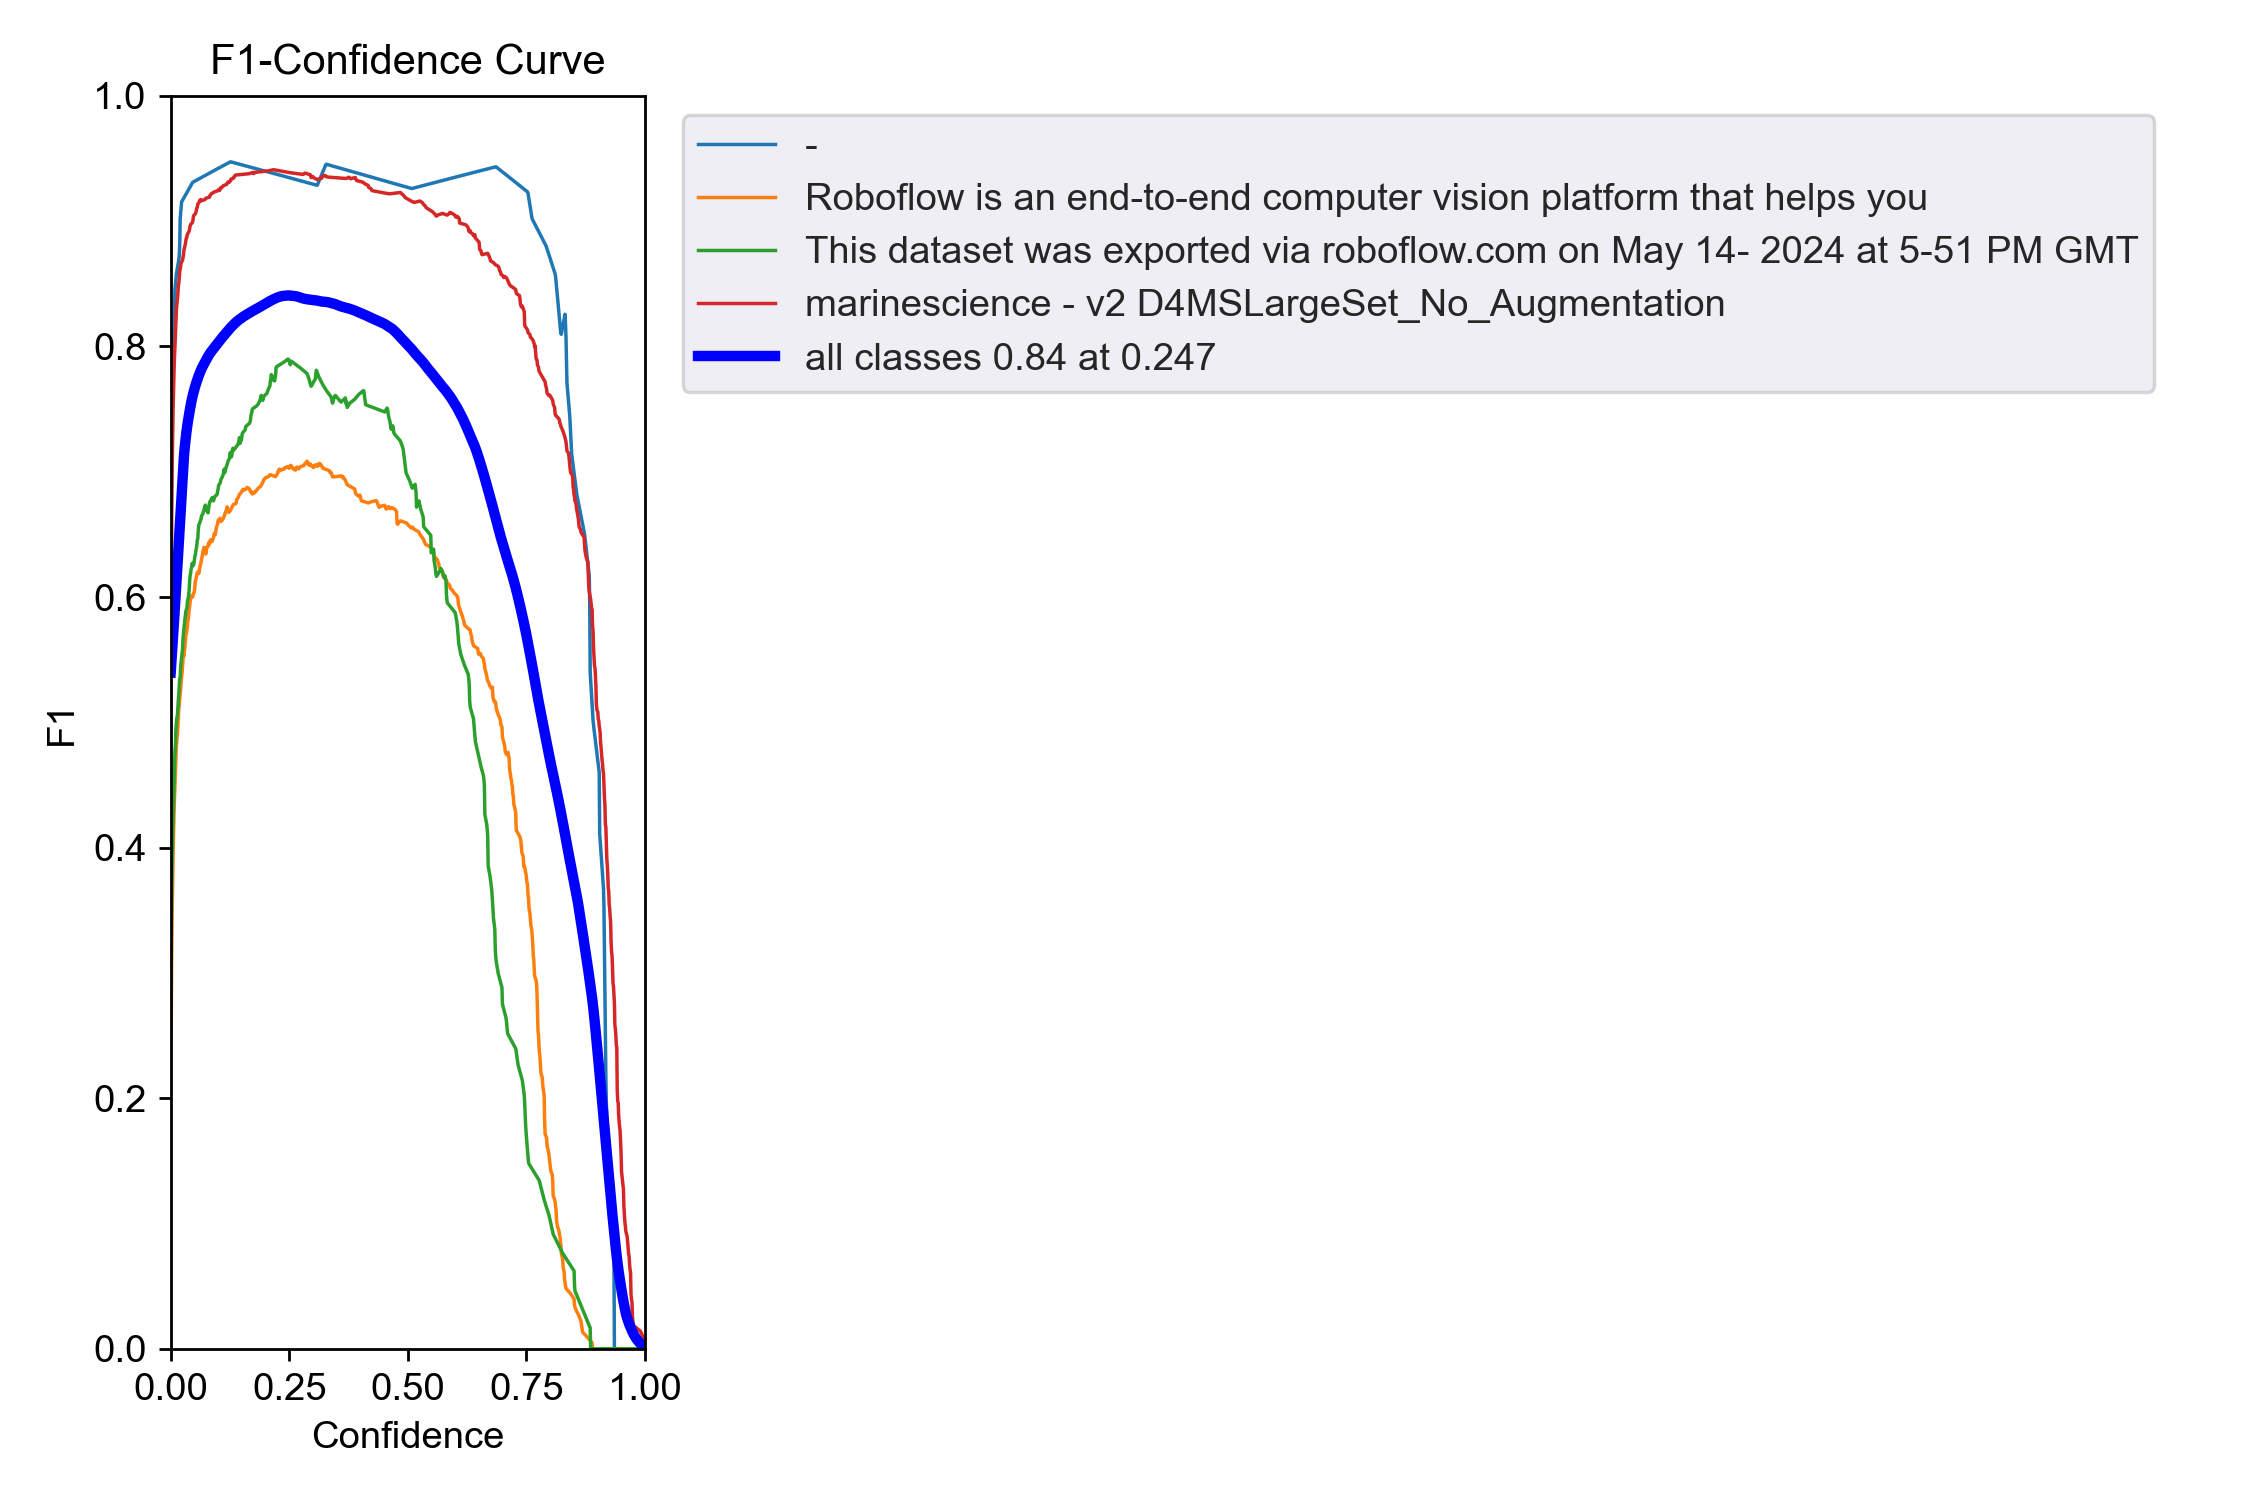 F1-Confidence Curve
1.0
0.8
0.6
0.4
0.2
0.0
F1
0.00 0.25 0.50 0.75 1.00
Confidence
-
Roboflow is an end-to-end computer vision platform that helps you
This dataset was exported via roboflow.com on May 14- 2024 at 5-51 PM GMT
marinescience - v2 D4MSLargeSet_No_Augmentation
all classes 0.84 at 0.247